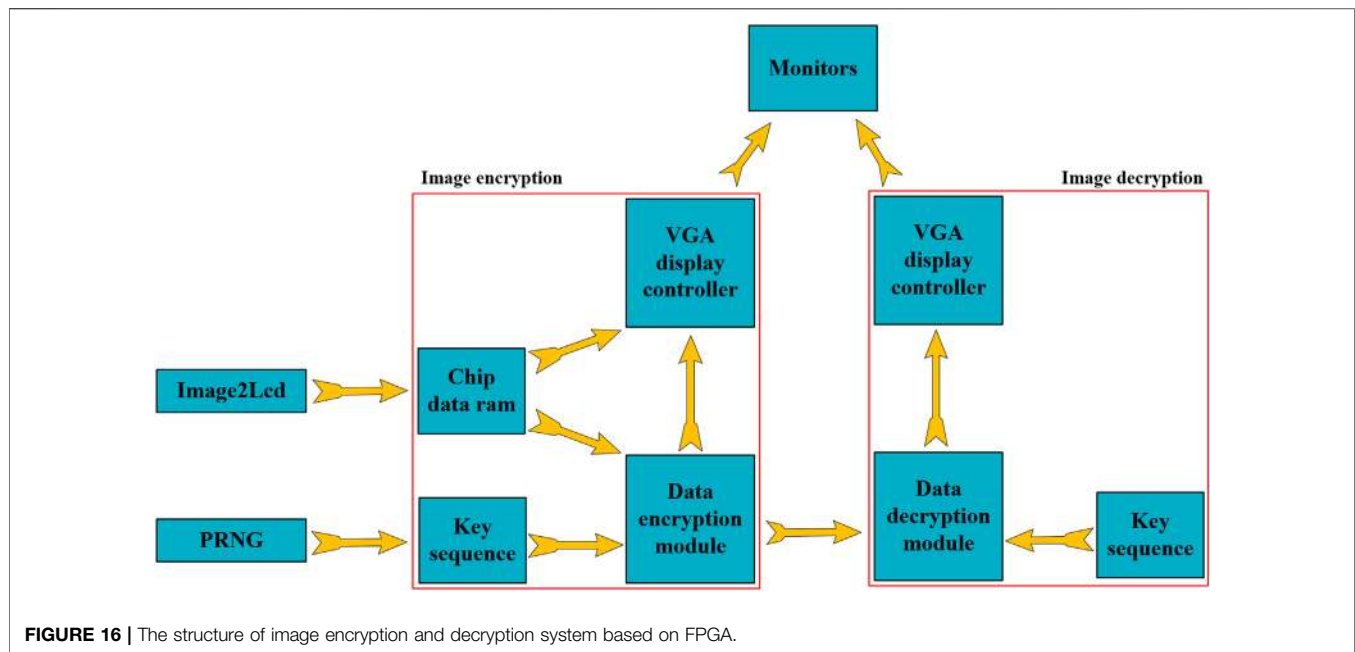 Monitors
Image encryption
Image decryption
VGA
display
controller
VGA
display
controller
Image2Lcd
Chip
data ram
PRNG
Key
sequence
Data
encryption
module
Data
decryption
module
Key
sequence
FIGURE 16 | The structure of image encryption and decryption system based on FPGA.